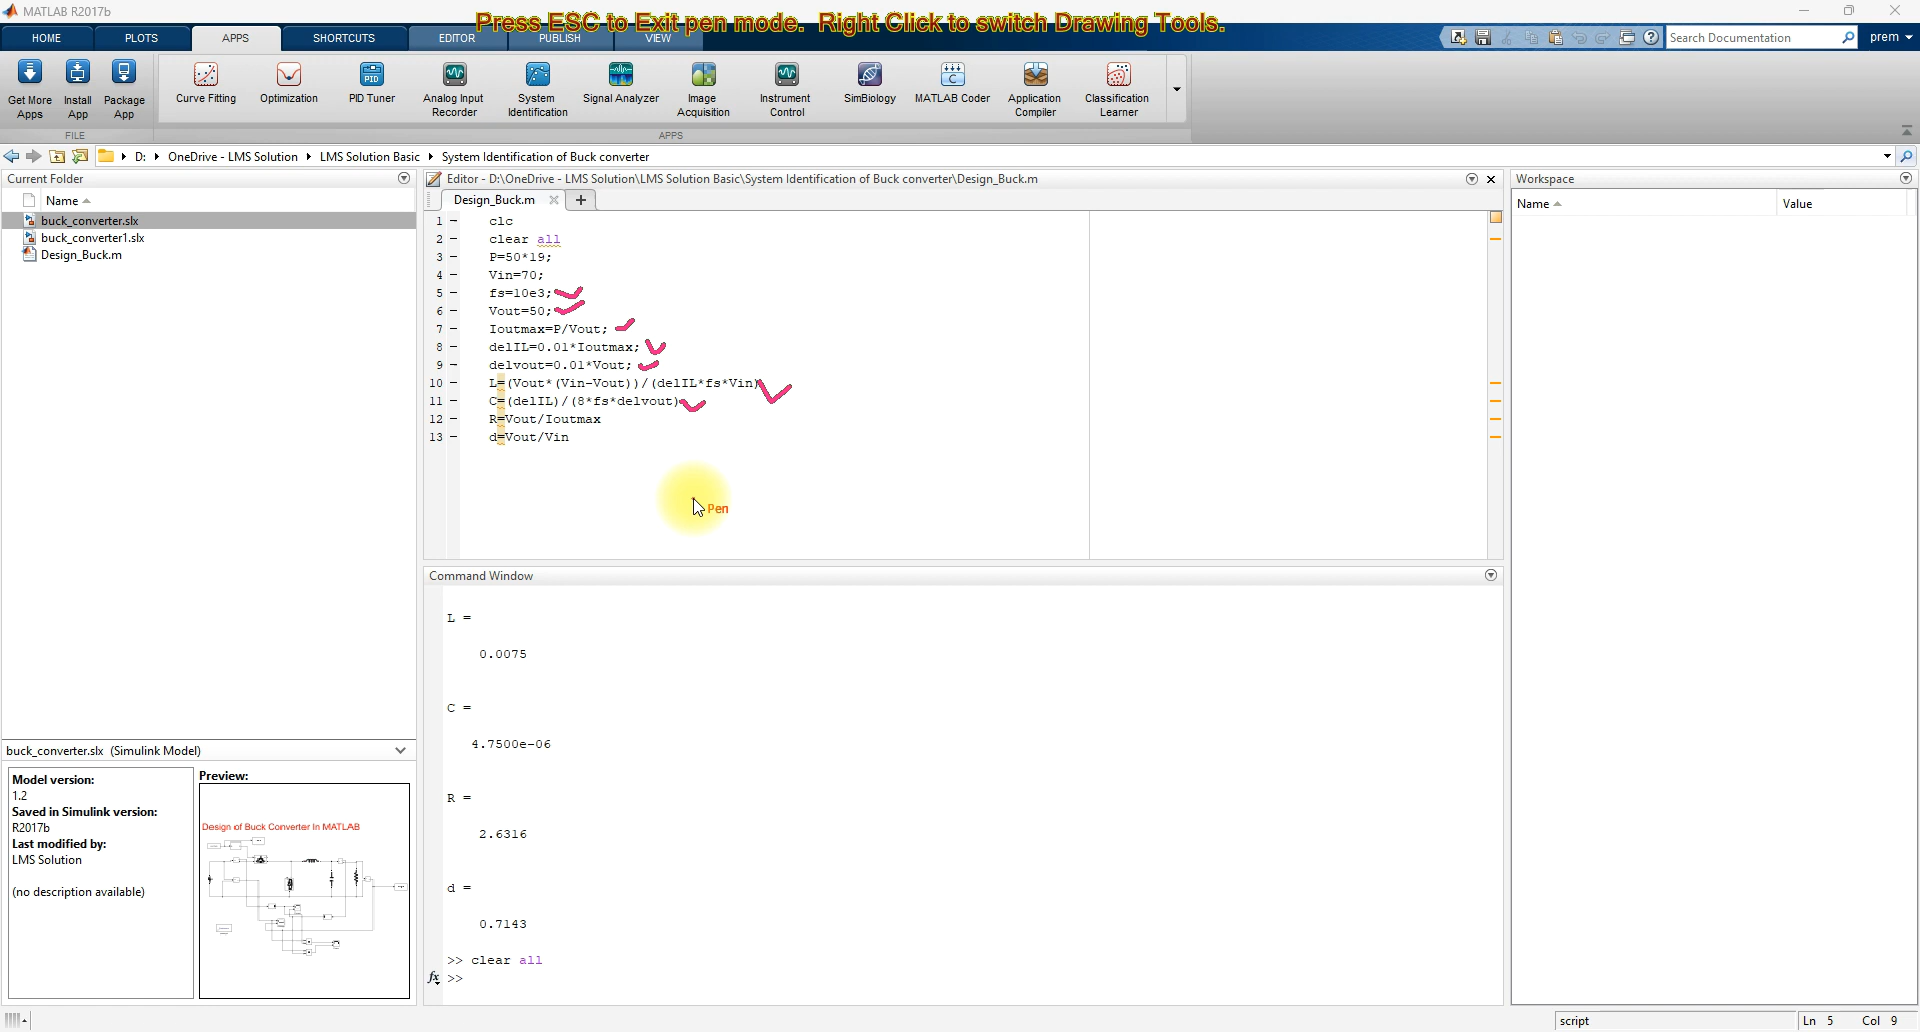 MATLAB R2017b
Press ESC to Exit pen mode. Right Click to switch Drawing Tools.
HOME PLOTS APPS SHORTCUTS EDITOR PUBLISH VIEW
Search Documentation
prem
Get More Apps
Install App
Package App
Curve Fitting
Optimization
PID
PID Tuner
Analog Input Recorder
System Identification
Signal Analyzer
Image Acquisition
Instrument Control
SimBiology
C
MATLAB Coder
Application Compiler
Classification Learner
FILE
APPS
D: OneDrive - LMS Solution LMS Solution Basic System Identification of Buck converter
Current Folder
Name
buck_converter.slx
buck_converter1.slx
Design_Buck.m
Editor - D:\OneDrive - LMS Solution\LMS Solution Basic\System Identification of Buck converter\Design_Buck.m
Design_Buck.m
1 - clc
2 - clear all
3 - P=50*19;
4 - Vin=70;
5 - fs=10e3;
6 - Vout=50;
7 - Ioutmax=P/Vout;
8 - delIL=0.01*Ioutmax;
9 - delvout=0.01*Vout;
10 - L=(Vout*(Vin-Vout))/(delIL*fs*Vin)
11 - C=(delIL)/(8*fs*delvout)
12 - R=Vout/Ioutmax
13 - d=Vout/Vin
Pen
Command Window
L =
0.0075
C =
4.7500e-06
R =
2.6316
d =
0.7143
>> clear all
fx >>
Workspace
Name Value
buck_converter.slx (Simulink Model)
Model version:
1.2
Saved in Simulink version:
R2017b
Last modified by:
LMS Solution
(no description available)
Preview:
Design of Buck Converter In MATLAB
script
Ln 5 Col 9